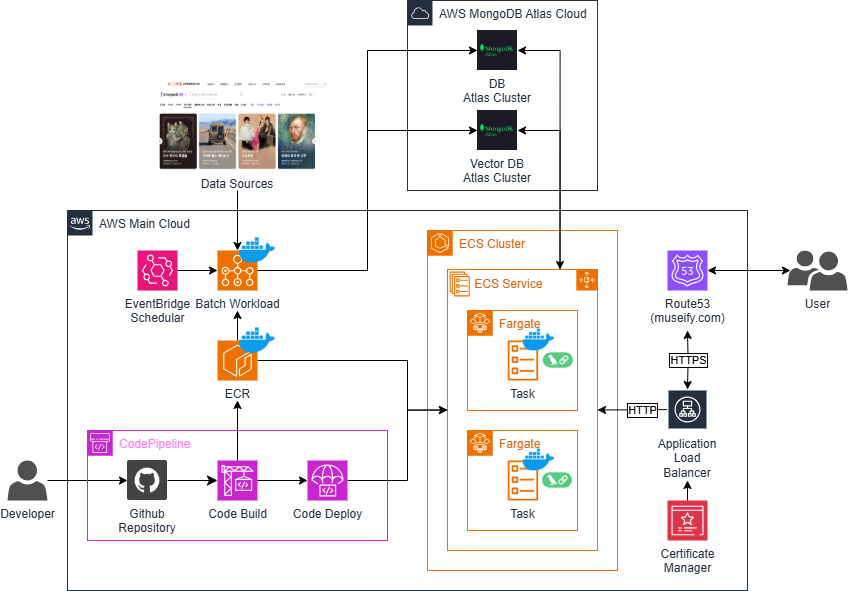 AWS MongoDB Atlas Cloud
MongoDB
Atlas
DB
Atlas Cluster
MongoDB
Atlas
Vector DB
Atlas Cluster
Data Sources
aws
AWS Main Cloud
EventBridge
Schedular
Batch Workload
ECR
CodePipeline
Developer
Github
Repository
Code Build
Code Deploy
ECS Cluster
ECS Service
Fargate
Task
Fargate
Task
53
Route53
(museify.com)
User
HTTPS
HTTP
Application
Load
Balancer
Certificate
Manager